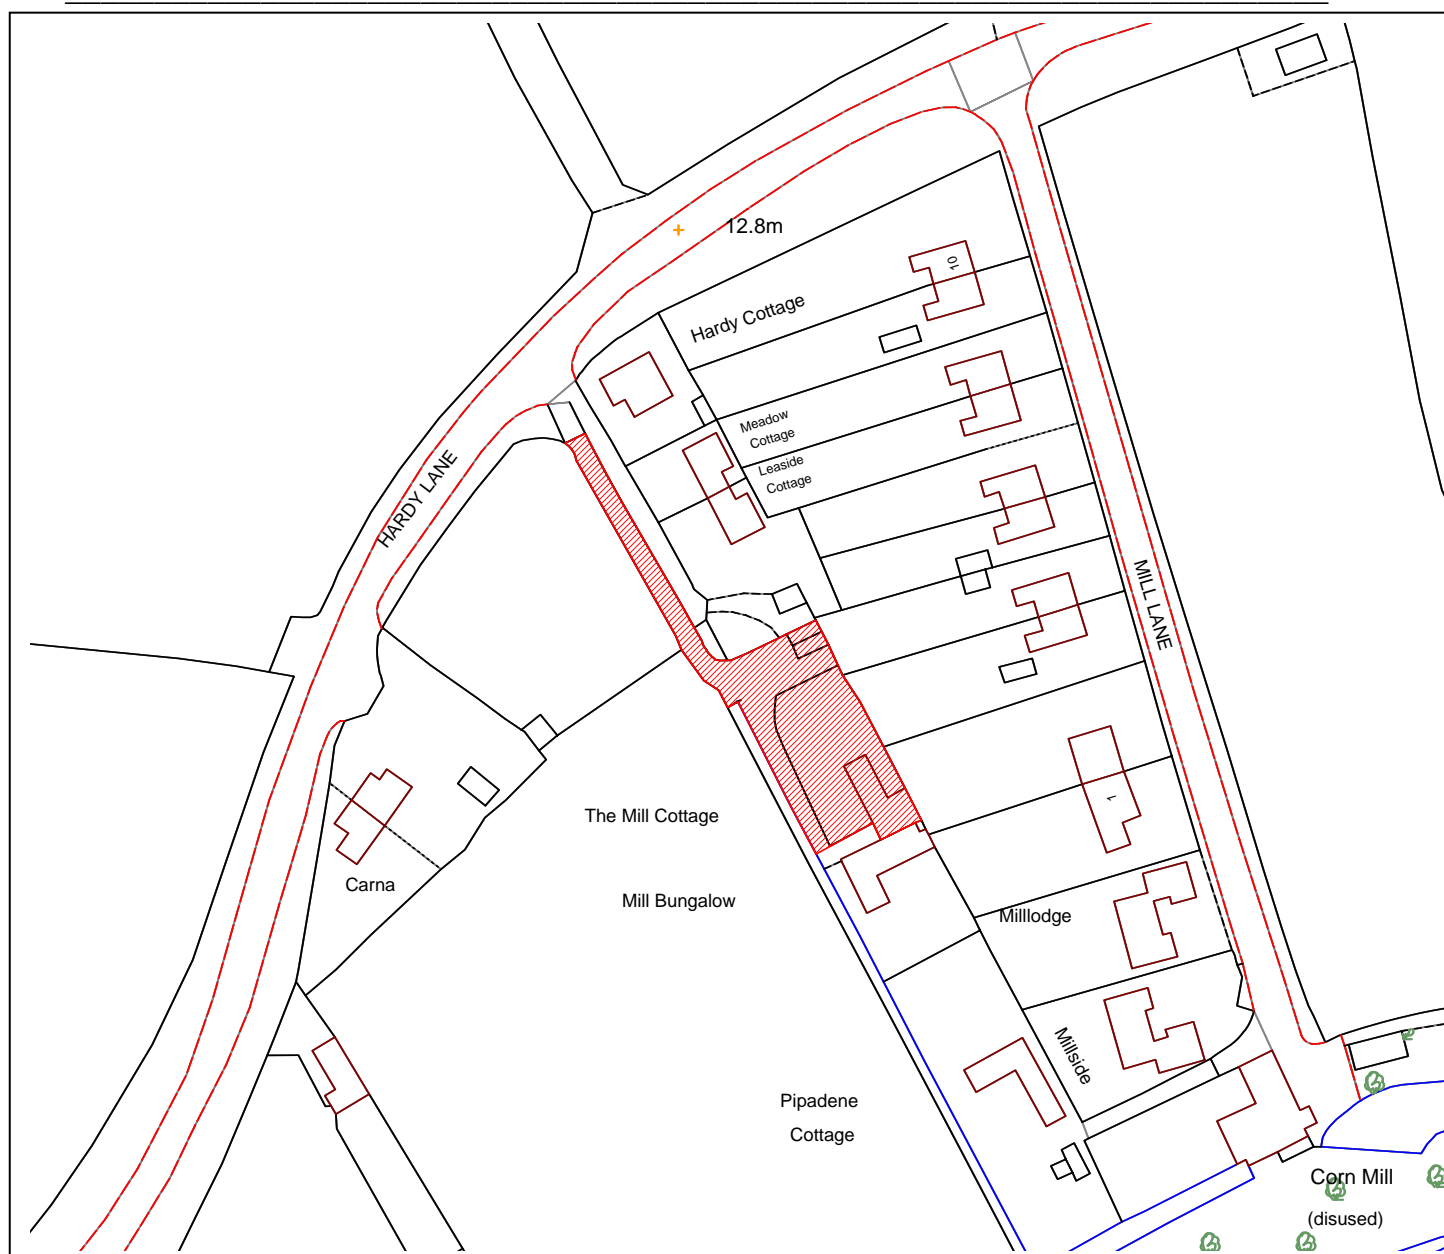 12.8m
10
Hardy Cottage
Meadow
Cottage
Leaside
Cottage
HARDY LANE
MILL LANE
1
The Mill Cottage
Carna
Mill Bungalow
Milllodge
Millside
Pipadene
Cottage
Corn Mill
(disused)